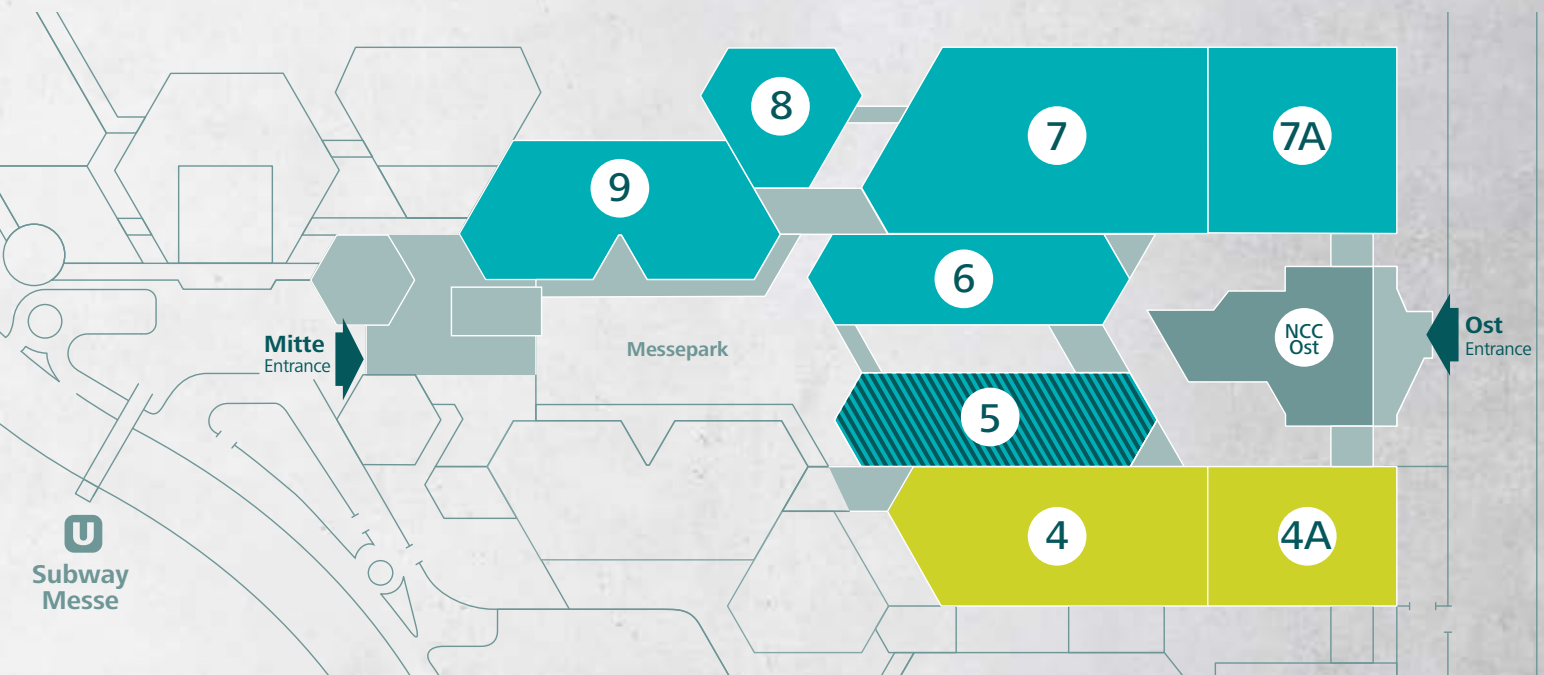 8
7
7A
9
6
NCC
Ost
Mitte
Entrance
Messepark
Ost
Entrance
5
4
4A
U
Subway
Messe